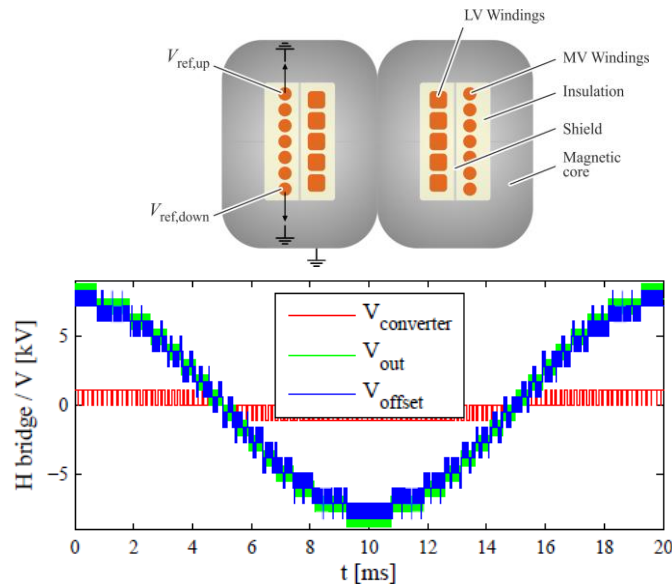 LV Windings
V_ref,up
MV Windings
Insulation
Shield
Magnetic
core
V_ref,down
H bridge / V [kV]
5
0
−5
V_converter
V_out
V_offset
0 2 4 6 8 10 12 14 16 18 20
t [ms]